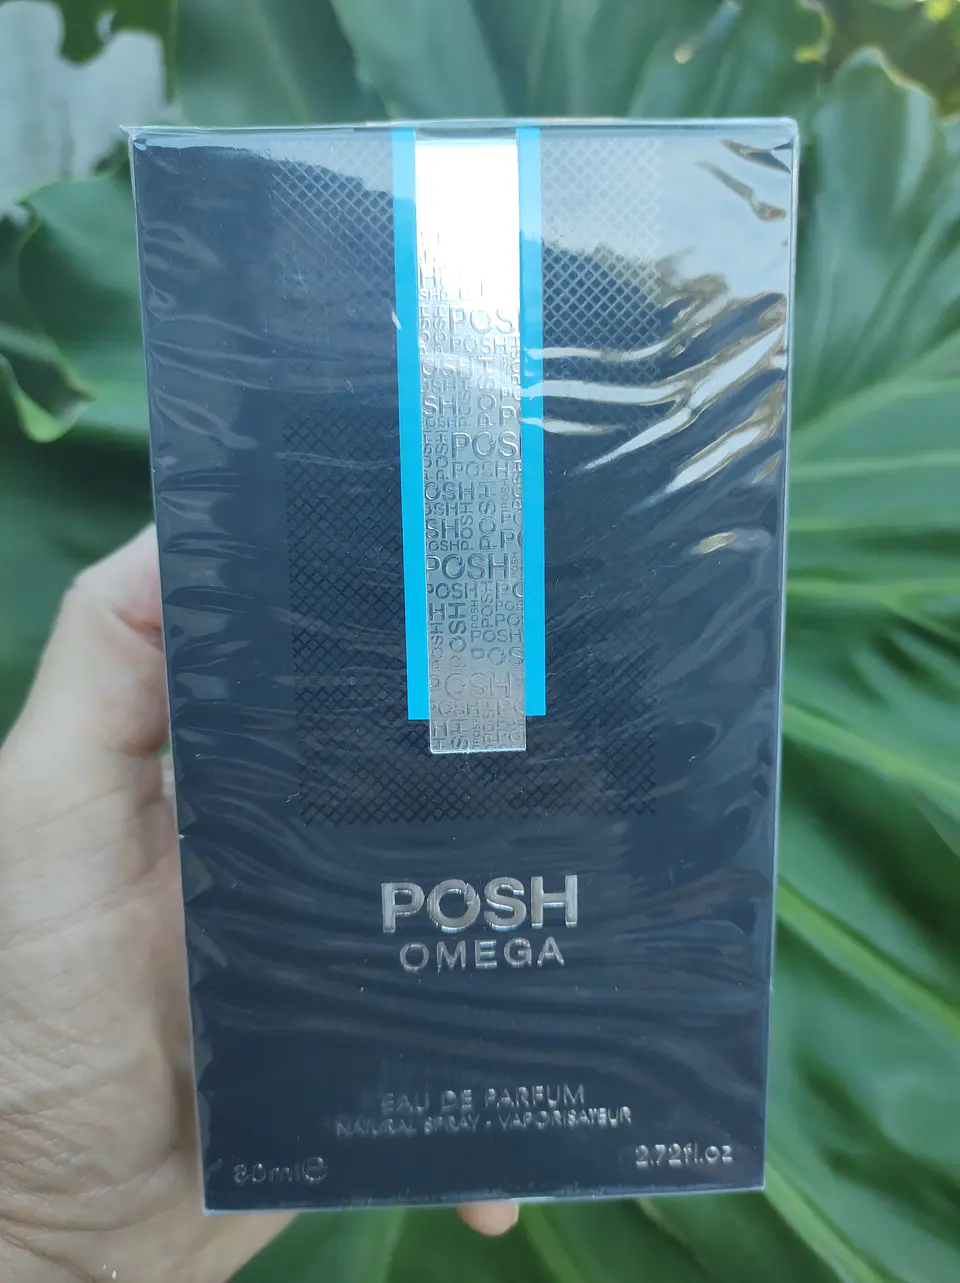 POSH
OMEGA
EAU DE PARFUM
NATURAL SPRAY • VAPORISATEUR
80ml℮ 2.72fl.oz